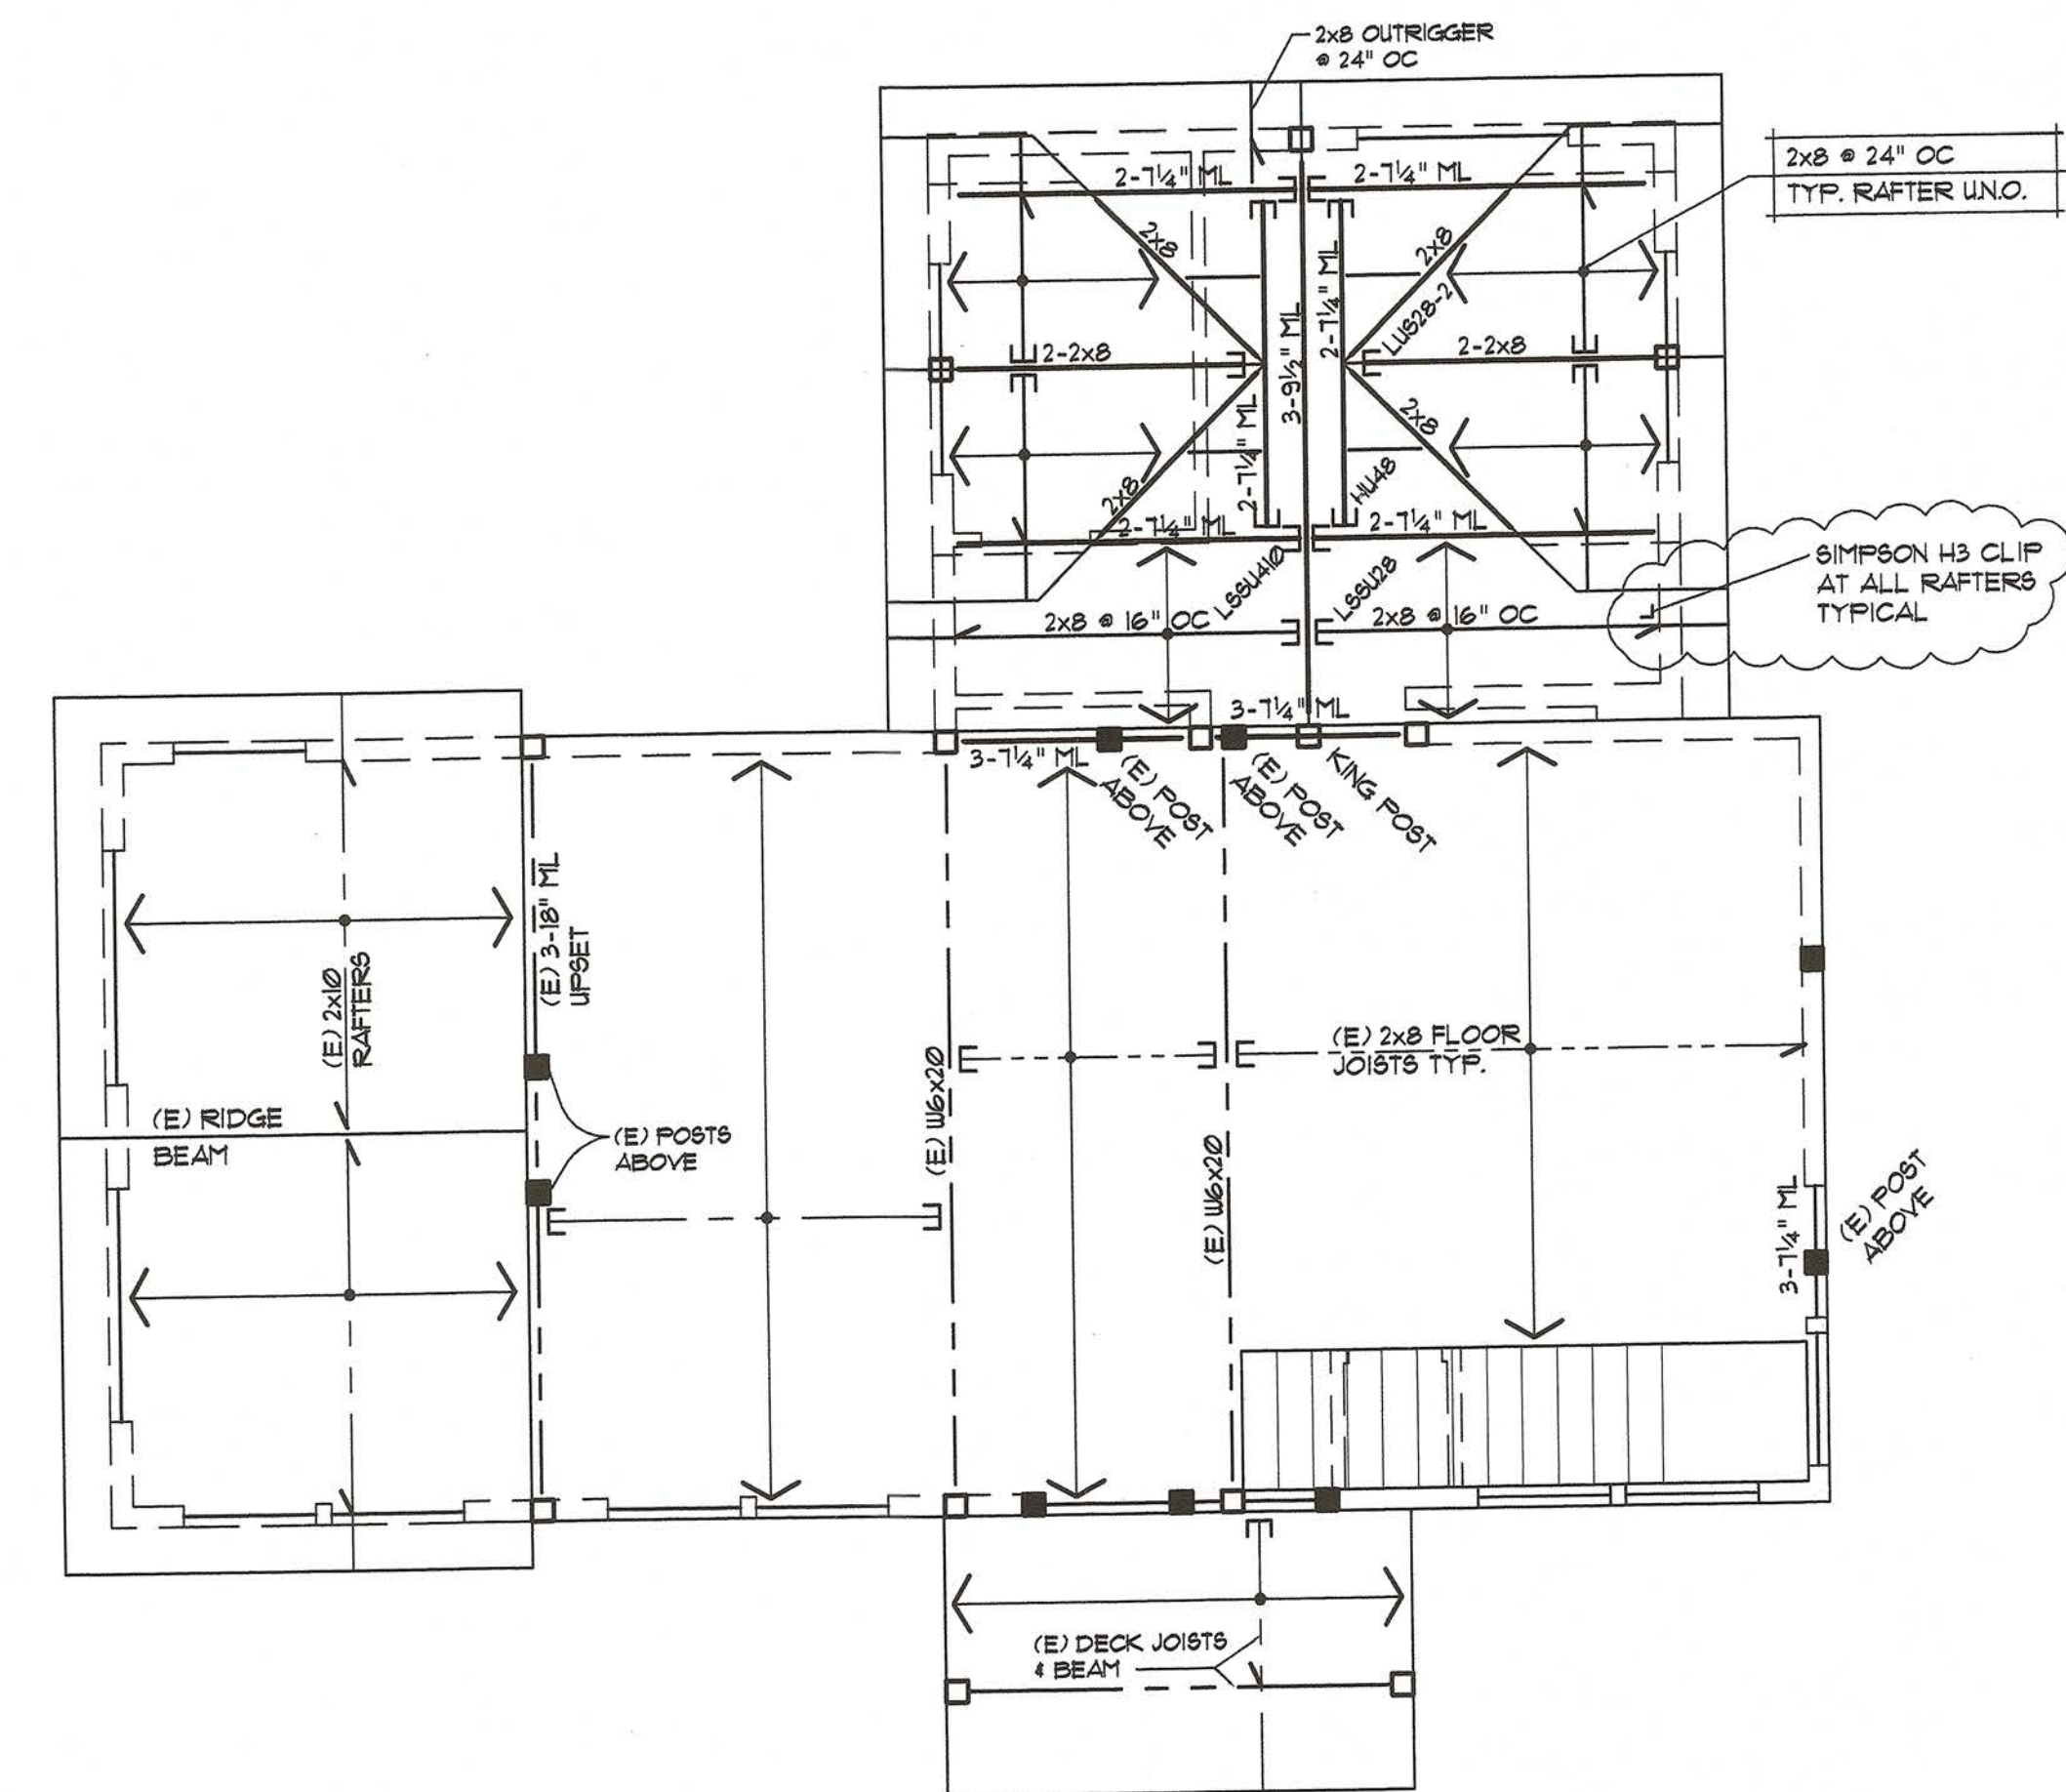 2x8 OUTRIGGER
@ 24" OC
2x8 @ 24" OC
TYP. RAFTER U.N.O.
2-7¼" ML
2-7¼" ML
2x8
2x8
2-7¼" ML
LUS28-2
3-9½" ML
2-2x8
2-2x8
2-7¼" ML
2x8
2x8
HU48
2-7¼" ML
2-7¼" ML
LSSU410
LSSU28
2x8 @ 16" OC
2x8 @ 16" OC
SIMPSON H3 CLIP
AT ALL RAFTERS
TYPICAL
3-7¼" ML
3-7¼" ML
(E) POST
ABOVE
(E) POST
ABOVE
KING POST
(E) 3-18" ML
UPSET
(E) 2x10
RAFTERS
(E) RIDGE
BEAM
(E) POSTS
ABOVE
(E) W6x20
(E) W6x20
(E) 2x8 FLOOR
JOISTS TYP.
3-7¼" ML
(E) POST
ABOVE
(E) DECK JOISTS
& BEAM